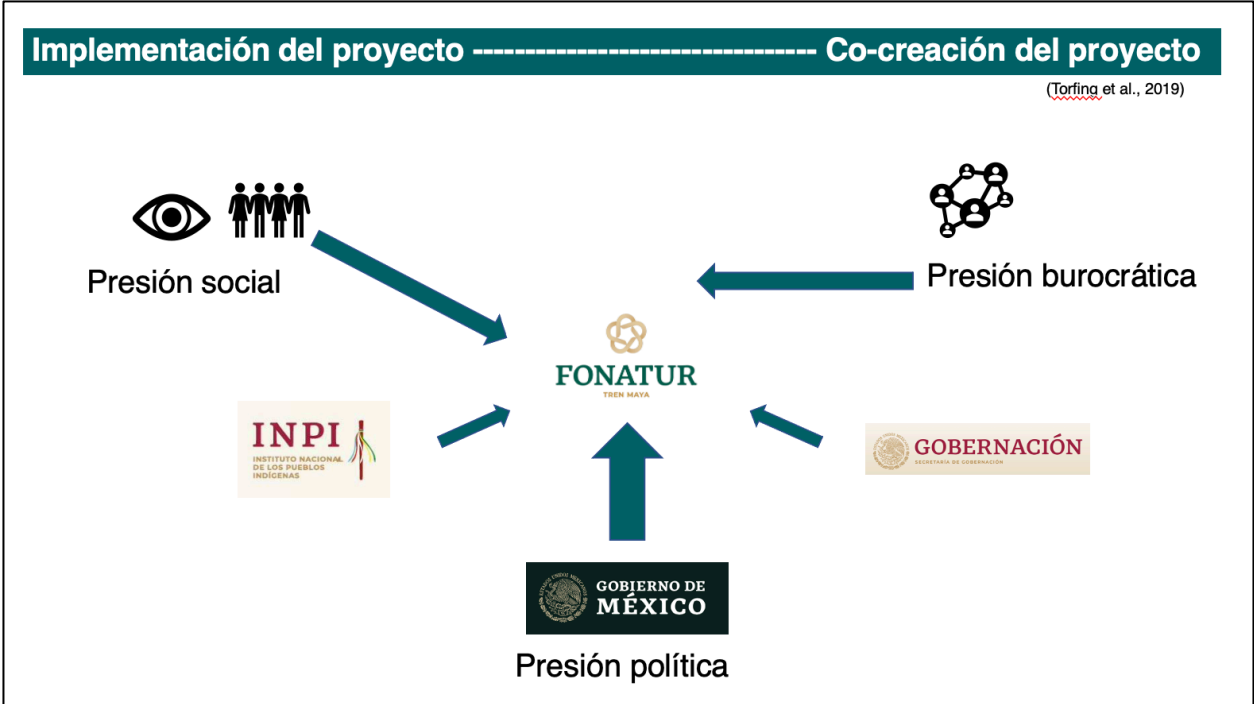 Implementación del proyecto --------------------------------- Co-creación del proyecto
(Torfing et al., 2019)
Presión social
Presión burocrática
FONATUR
TREN MAYA
INPI
INSTITUTO NACIONAL
DE LOS PUEBLOS
INDÍGENAS
GOBERNACIÓN
SECRETARÍA DE GOBERNACIÓN
GOBIERNO DE
MÉXICO
Presión política